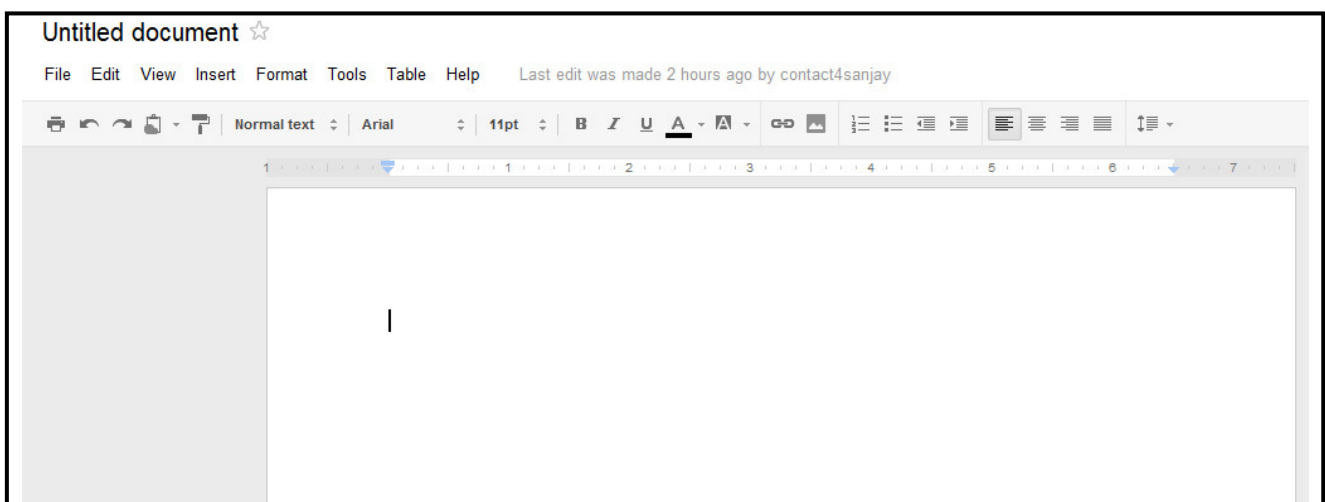 Untitled document
File Edit View Insert Format Tools Table Help Last edit was made 2 hours ago by contact4sanjay
Normal text Arial 11pt B I U A A
1 1 2 3 4 5 6 7